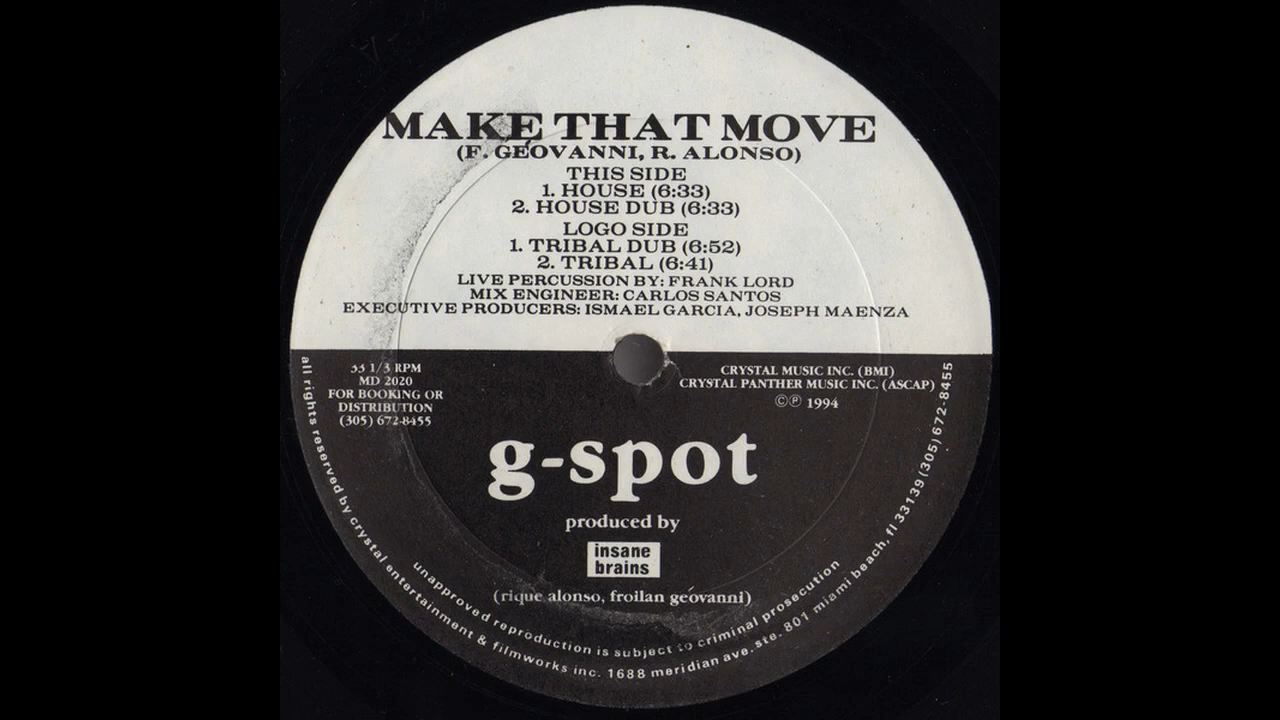 MAKE THAT MOVE
(F. GEOVANNI, R. ALONSO)
THIS SIDE
1. HOUSE (6:33)
2. HOUSE DUB (6:33)
LOGO SIDE
1. TRIBAL DUB (6:52)
2. TRIBAL (6:41)
LIVE PERCUSSION BY: FRANK LORD
MIX ENGINEER: CARLOS SANTOS
EXECUTIVE PRODUCERS: ISMAEL GARCIA, JOSEPH MAENZA
33 1/3 RPM
MD 2020
FOR BOOKING OR
DISTRIBUTION
(305) 672-8455
CRYSTAL MUSIC INC. (BMI)
CRYSTAL PANTHER MUSIC INC. (ASCAP)
©℗ 1994
g-spot
produced by
insane
brains
(rique alonso, froilan geovanni)
unapproved reproduction is subject to criminal prosecution
all rights reserved by crystal entertainment & filmworks inc. 1688 meridian ave. ste. 801 miami beach, fl 33139 (305) 672-8455